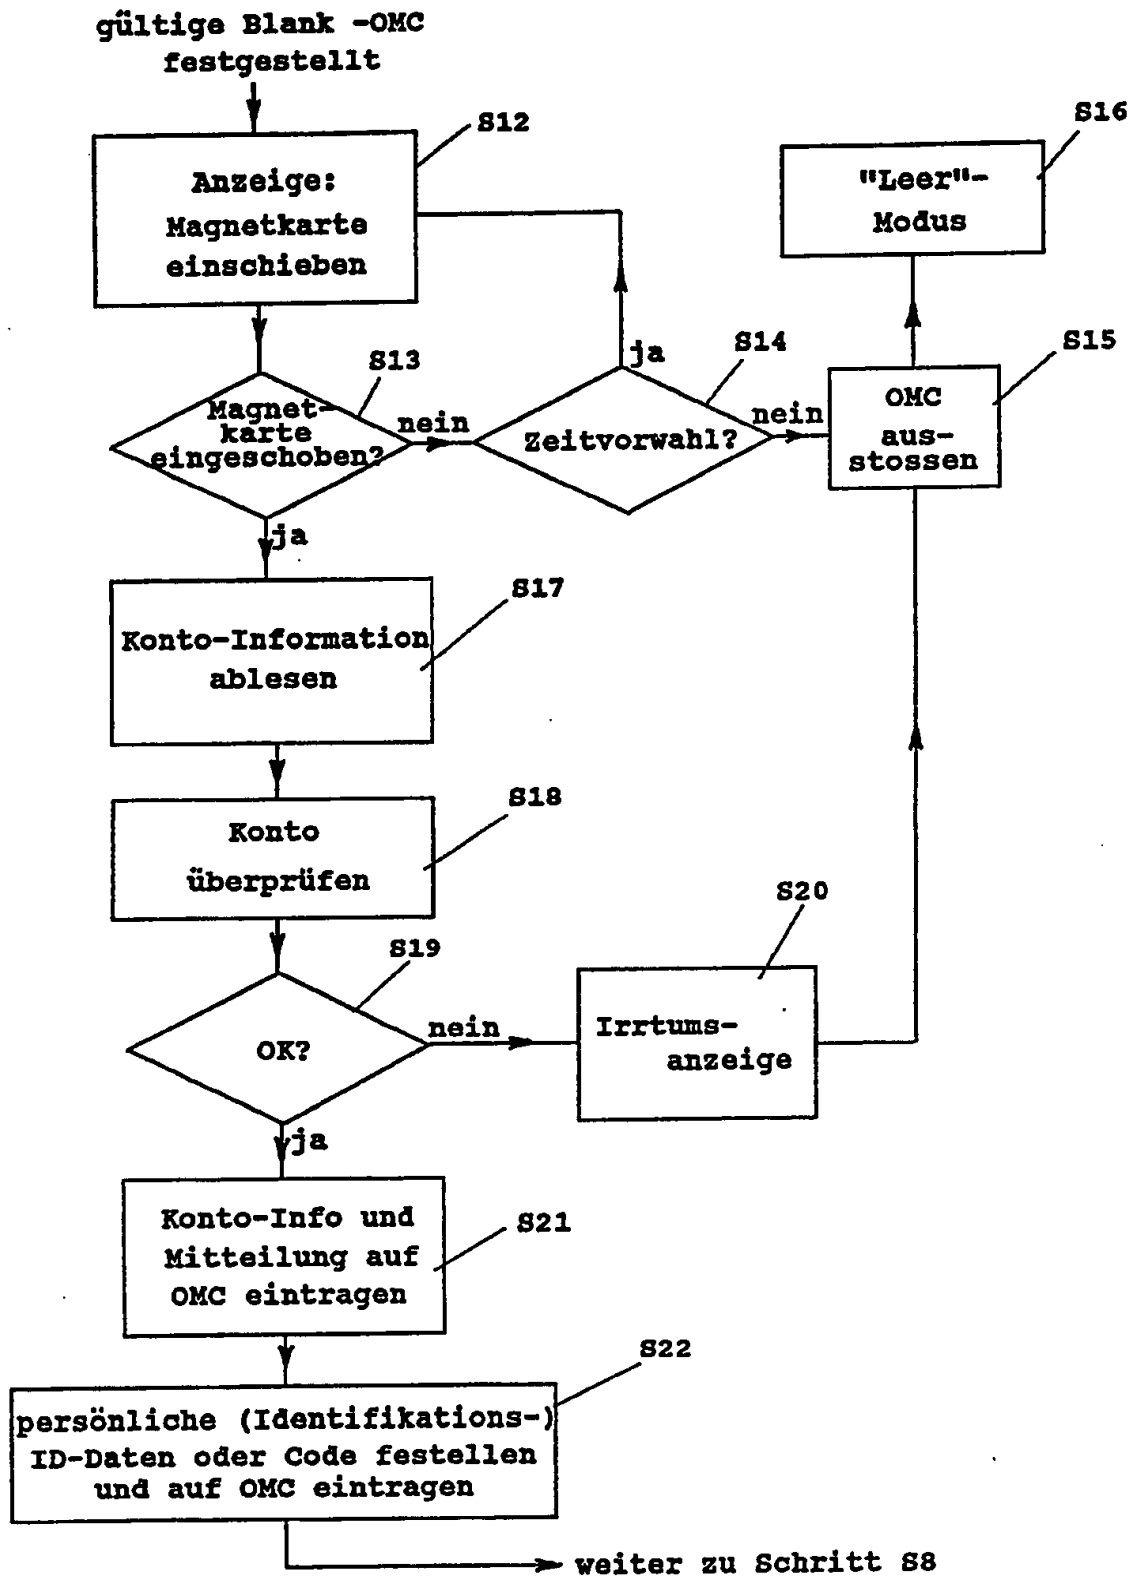 gültige Blank -OMC
festgestellt
S12
Anzeige:
Magnetkarte
einschieben
S16
"Leer"-
Modus
S13
Magnet-
karte
eingeschoben?
nein
ja
S14
Zeitvorwahl?
ja
nein
S15
OMC
aus-
stossen
S17
Konto-Information
ablesen
S18
Konto
überprüfen
S19
OK?
nein
ja
S20
Irrtums-
anzeige
S21
Konto-Info und
Mitteilung auf
OMC eintragen
S22
persönliche (Identifikations-)
ID-Daten oder Code festellen
und auf OMC eintragen
weiter zu Schritt S8